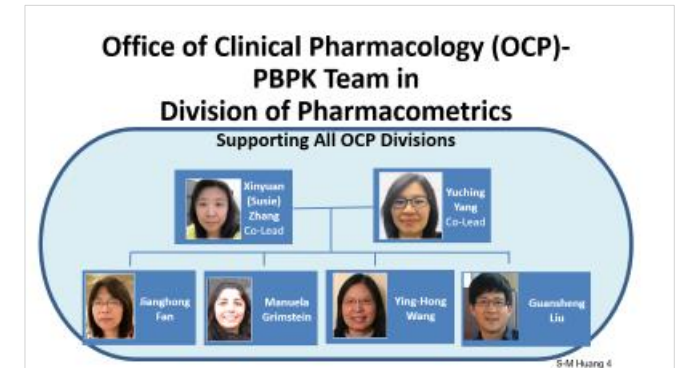 Office of Clinical Pharmacology (OCP)-
PBPK Team in
Division of Pharmacometrics
Supporting All OCP Divisions
Xinyuan
(Susie)
Zhang
Co-Lead
Yuching
Yang
Co-Lead
Jianghong
Fan
Manuela
Grimstein
Ying-Hong
Wang
Guansheng
Liu
S-M Huang 4